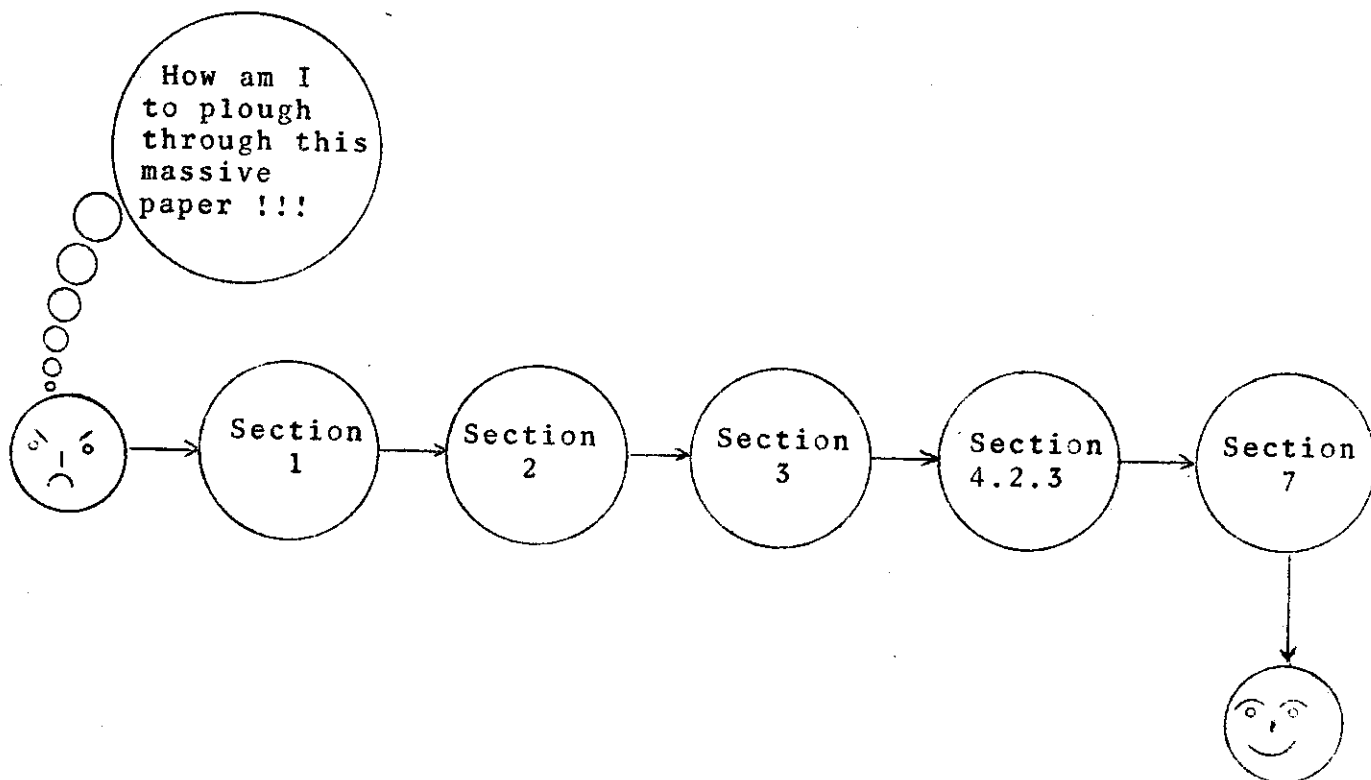 How am I
to plough
through this
massive
paper !!!
Section
1
Section
2
Section
3
Section
4.2.3
Section
7